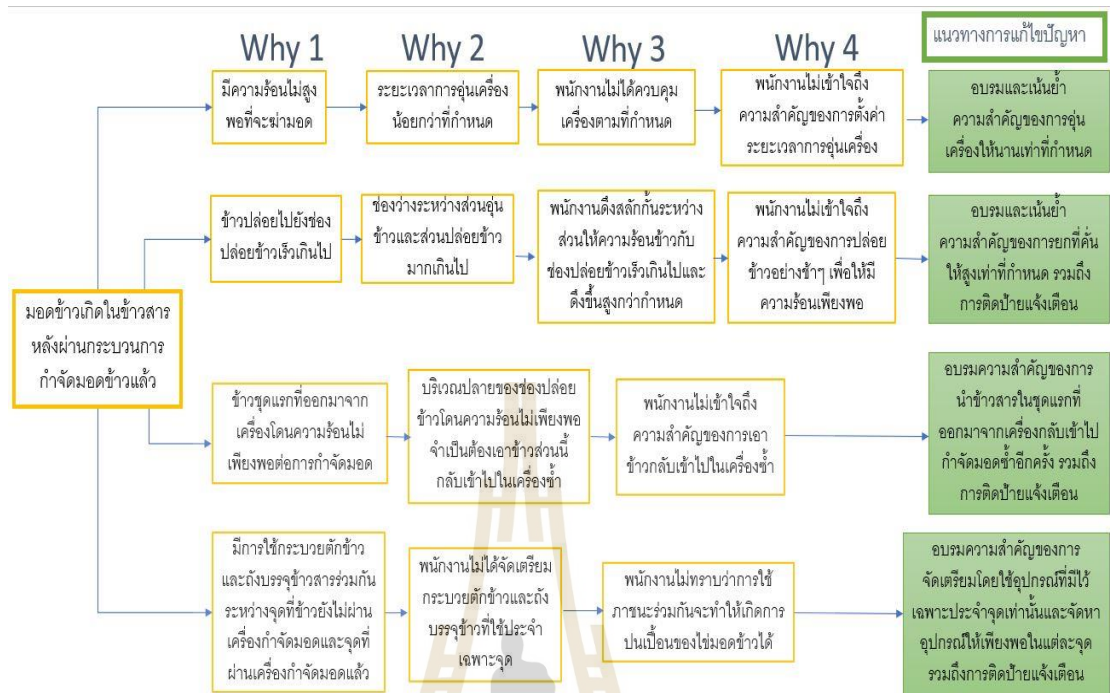 Why 1
Why 2
Why 3
Why 4
แนวทางการแก้ไขปัญหา
มีความร้อนไม่สูง
พอที่จะฆ่ามอด
ระยะเวลาการอุ่นเครื่อง
น้อยกว่าที่กำหนด
พนักงานไม่ได้ควบคุม
เครื่องตามที่กำหนด
พนักงานไม่เข้าใจถึง
ความสำคัญของการตั้งค่า
ระยะเวลาการอุ่นเครื่อง
อบรมและเน้นย้ำ
ความสำคัญของการอุ่น
เครื่องให้นานเท่าที่กำหนด
ข้าวปล่อยไปยังช่อง
ปล่อยข้าวเร็วเกินไป
ช่องว่างระหว่างส่วนอุ่น
ข้าวและส่วนปล่อยข้าว
มากเกินไป
พนักงานดึงสลักกั้นระหว่าง
ส่วนให้ความร้อนข้าวกับ
ช่องปล่อยข้าวเร็วเกินไปและ
ดึงขึ้นสูงกว่ากำหนด
พนักงานไม่เข้าใจถึง
ความสำคัญของการปล่อย
ข้าวอย่างช้าๆ เพื่อให้มี
ความร้อนเพียงพอ
อบรมและเน้นย้ำ
ความสำคัญของการยกที่คั่น
ให้สูงเท่าที่กำหนด รวมถึง
การติดป้ายแจ้งเตือน
มอดข้าวเกิดในข้าวสาร
หลังผ่านกระบวนการ
กำจัดมอดข้าวแล้ว
ข้าวชุดแรกที่ออกมาจาก
เครื่องโดนความร้อนไม่
เพียงพอต่อการกำจัดมอด
บริเวณปลายของช่องปล่อย
ข้าวโดนความร้อนไม่เพียงพอ
จำเป็นต้องเอาข้าวส่วนนี้
กลับเข้าไปในเครื่องซ้ำ
พนักงานไม่เข้าใจถึง
ความสำคัญของการเอา
ข้าวกลับเข้าไปในเครื่องซ้ำ
อบรมความสำคัญของการ
นำข้าวสารในชุดแรกที่
ออกมาจากเครื่องกลับเข้าไป
กำจัดมอดซ้ำอีกครั้ง รวมถึง
การติดป้ายแจ้งเตือน
มีการใช้กระบวยตักข้าว
และถังบรรจุข้าวสารร่วมกัน
ระหว่างจุดที่ข้าวยังไม่ผ่าน
เครื่องกำจัดมอดและจุดที่
ผ่านเครื่องกำจัดมอดแล้ว
พนักงานไม่ได้จัดเตรียม
กระบวยตักข้าวและถัง
บรรจุข้าวที่ใช้ประจำ
เฉพาะจุด
พนักงานไม่ทราบว่าการใช้
ภาชนะร่วมกันจะทำให้เกิดการ
ปนเปื้อนของไข่มอดข้าวได้
อบรมความสำคัญของการ
จัดเตรียมโดยใช้อุปกรณ์ที่มีไว้
เฉพาะประจำจุดเท่านั้นและจัดหา
อุปกรณ์ให้เพียงพอในแต่ละจุด
รวมถึงการติดป้ายแจ้งเตือน